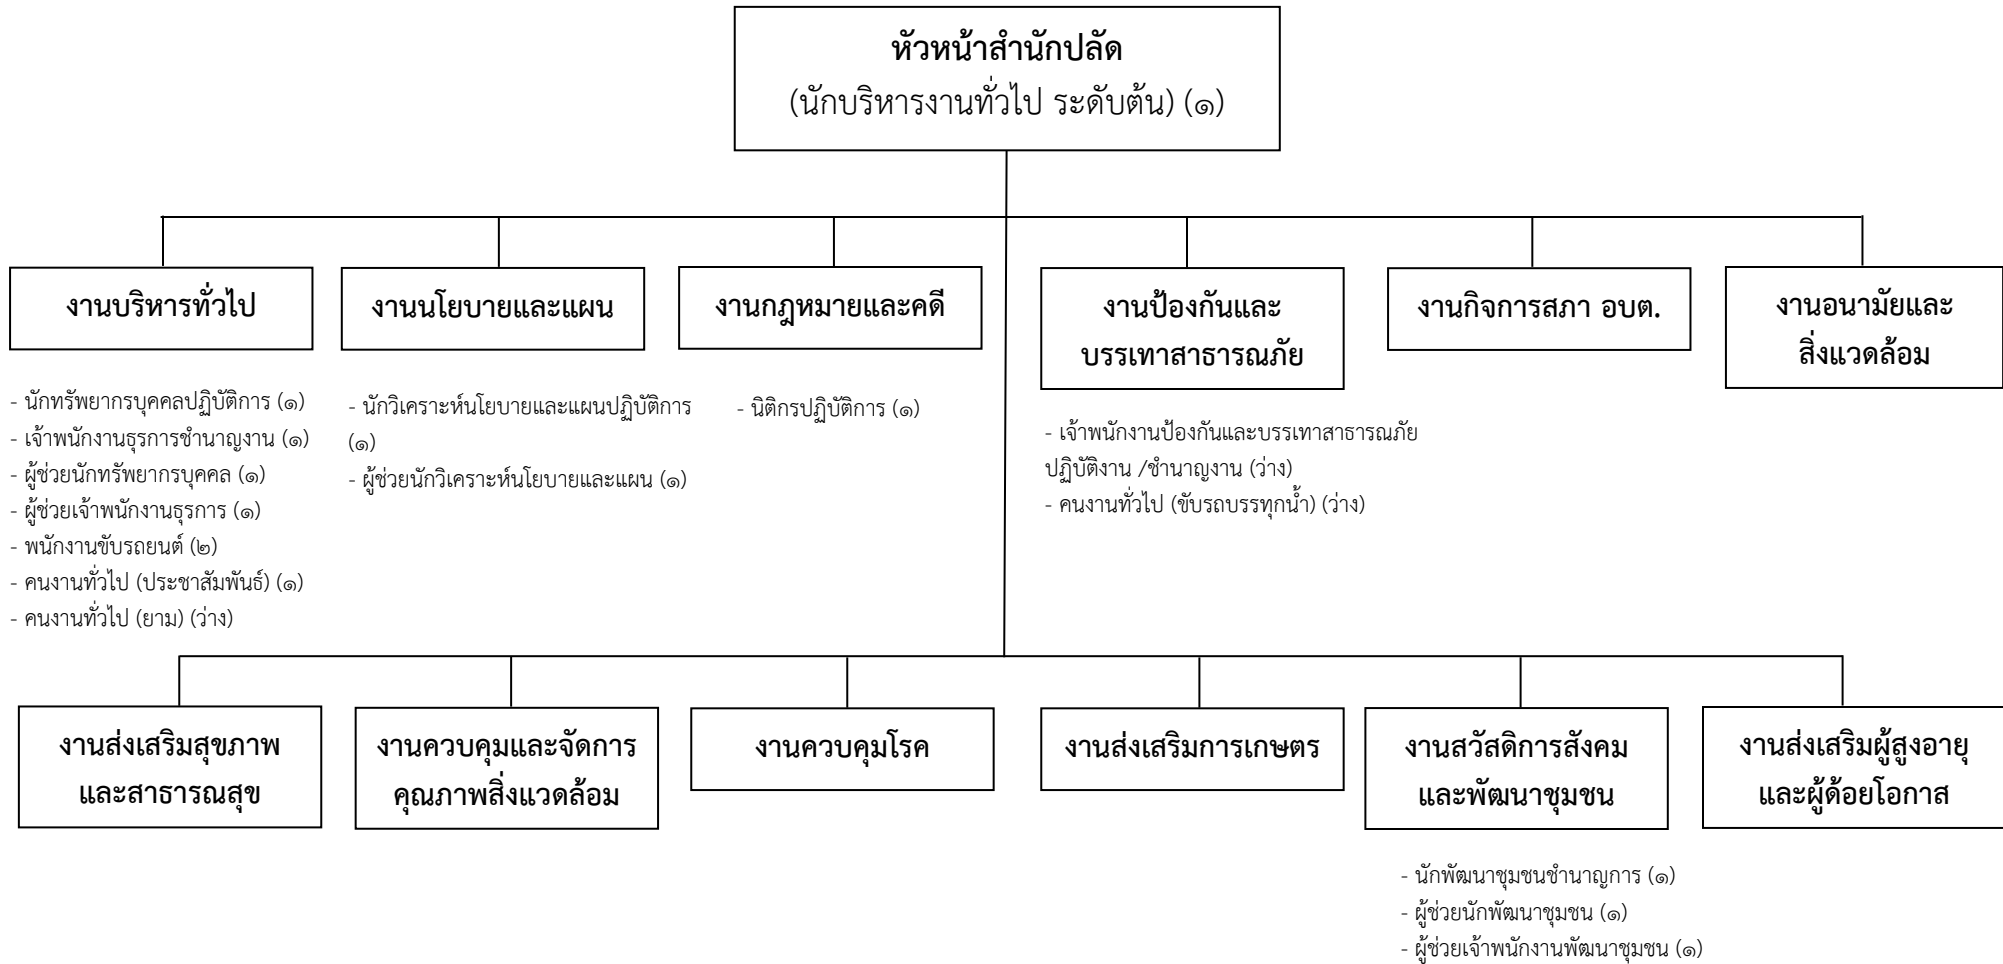 หัวหน้าสำนักปลัด
(นักบริหารงานทั่วไป ระดับต้น) (๑)
งานบริหารทั่วไป
งานนโยบายและแผน
งานกฎหมายและคดี
งานป้องกันและ
บรรเทาสาธารณภัย
งานกิจการสภา อบต.
งานอนามัยและ
สิ่งแวดล้อม
- นักทรัพยากรบุคคลปฏิบัติการ (๑)
- เจ้าพนักงานธุรการชำนาญงาน (๑)
- ผู้ช่วยนักทรัพยากรบุคคล (๑)
- ผู้ช่วยเจ้าพนักงานธุรการ (๑)
- พนักงานขับรถยนต์ (๒)
- คนงานทั่วไป (ประชาสัมพันธ์) (๑)
- คนงานทั่วไป (ยาม) (ว่าง)
- นักวิเคราะห์นโยบายและแผนปฏิบัติการ
(๑)
- ผู้ช่วยนักวิเคราะห์นโยบายและแผน (๑)
- นิติกรปฏิบัติการ (๑)
- เจ้าพนักงานป้องกันและบรรเทาสาธารณภัย
ปฏิบัติงาน /ชำนาญงาน (ว่าง)
- คนงานทั่วไป (ขับรถบรรทุกน้ำ) (ว่าง)
งานส่งเสริมสุขภาพ
และสาธารณสุข
งานควบคุมและจัดการ
คุณภาพสิ่งแวดล้อม
งานควบคุมโรค
งานส่งเสริมการเกษตร
งานสวัสดิการสังคม
และพัฒนาชุมชน
งานส่งเสริมผู้สูงอายุ
และผู้ด้อยโอกาส
- นักพัฒนาชุมชนชำนาญการ (๑)
- ผู้ช่วยนักพัฒนาชุมชน (๑)
- ผู้ช่วยเจ้าพนักงานพัฒนาชุมชน (๑)